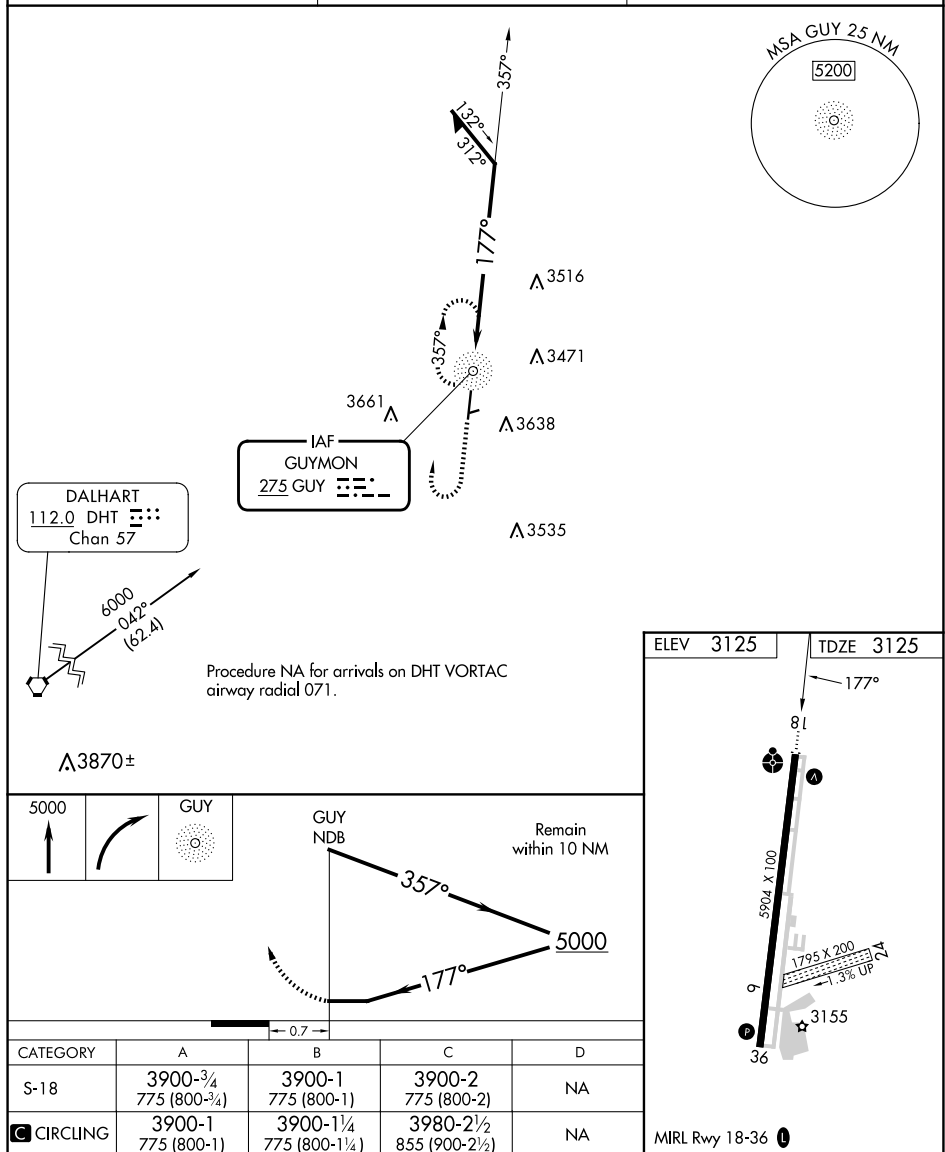 MSA GUY 25 NM
5200
357°
132°
312°
177°
3516
357°
3471
3661
3638
IAF
GUYMON
275 GUY
3535
DALHART
112.0 DHT
Chan 57
6000
042°
(62.4)
Procedure NA for arrivals on DHT VORTAC
airway radial 071.
3870±
ELEV 3125
TDZE 3125
177°
18
A
5904 X 100
1795 X 200
24
1.3% UP
6
3155
P
36
MIRL Rwy 18-36 L
5000
GUY
GUY
NDB
Remain
within 10 NM
357°
5000
177°
0.7
CATEGORY A B C D
S-18 3900-¾ 3900-1 3900-2 NA
775 (800-¾) 775 (800-1) 775 (800-2)
C CIRCLING 3900-1 3900-1¼ 3980-2½ NA
775 (800-1) 775 (800-1¼) 855 (900-2½)